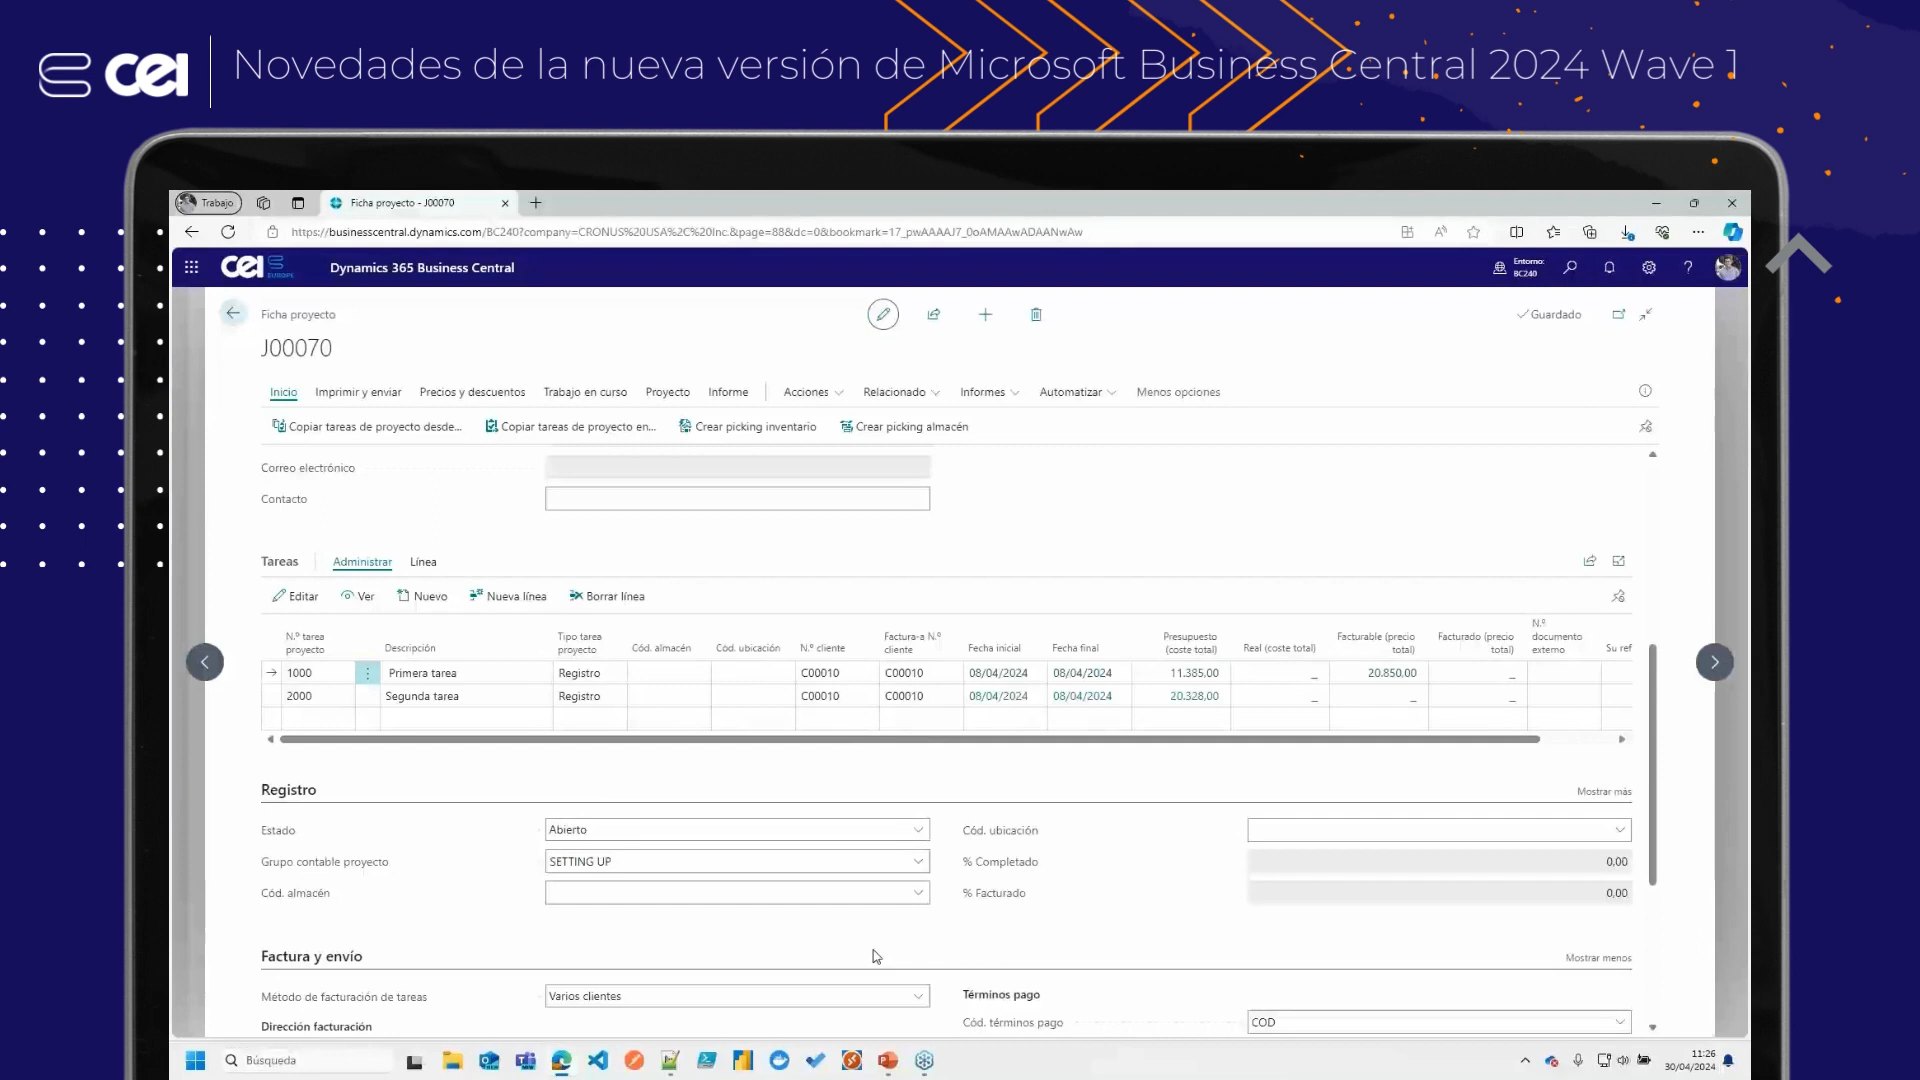 cei Novedades de la nueva versión de Microsoft Business Central 2024 Wave 1
Trabajo Ficha proyecto - J00070
https://businesscentral.dynamics.com/BC240?company=CRONUS%20USA%2C%20Inc.&page=88&dc=0&bookmark=17_pwAAAAJ7_0oAMAAwADAANwAw
cei EUROPE Dynamics 365 Business Central Entorno: BC240
Ficha proyecto Guardado
J00070
Inicio Imprimir y enviar Precios y descuentos Trabajo en curso Proyecto Informe Acciones Relacionado Informes Automatizar Menos opciones
Copiar tareas de proyecto desde... Copiar tareas de proyecto en... Crear picking inventario Crear picking almacén
Correo electrónico
Contacto
Tareas Administrar Línea
Editar Ver Nuevo Nueva línea Borrar línea
N.º tarea proyecto Descripción Tipo tarea proyecto Cód. almacén Cód. ubicación N.º cliente Factura-a N.º cliente Fecha inicial Fecha final Presupuesto (coste total) Real (coste total) Facturable (precio total) Facturado (precio total) N.º documento externo Su ref
1000 Primera tarea Registro C00010 C00010 08/04/2024 08/04/2024 11.385,00 _ 20.850,00 _
2000 Segunda tarea Registro C00010 C00010 08/04/2024 08/04/2024 20.328,00 _ _ _
Registro Mostrar más
Estado Abierto Cód. ubicación
Grupo contable proyecto SETTING UP % Completado 0,00
Cód. almacén % Facturado 0,00
Factura y envío Mostrar menos
Método de facturación de tareas Varios clientes Términos pago
Dirección facturación Cód. términos pago COD
Búsqueda 11:26
30/04/2024